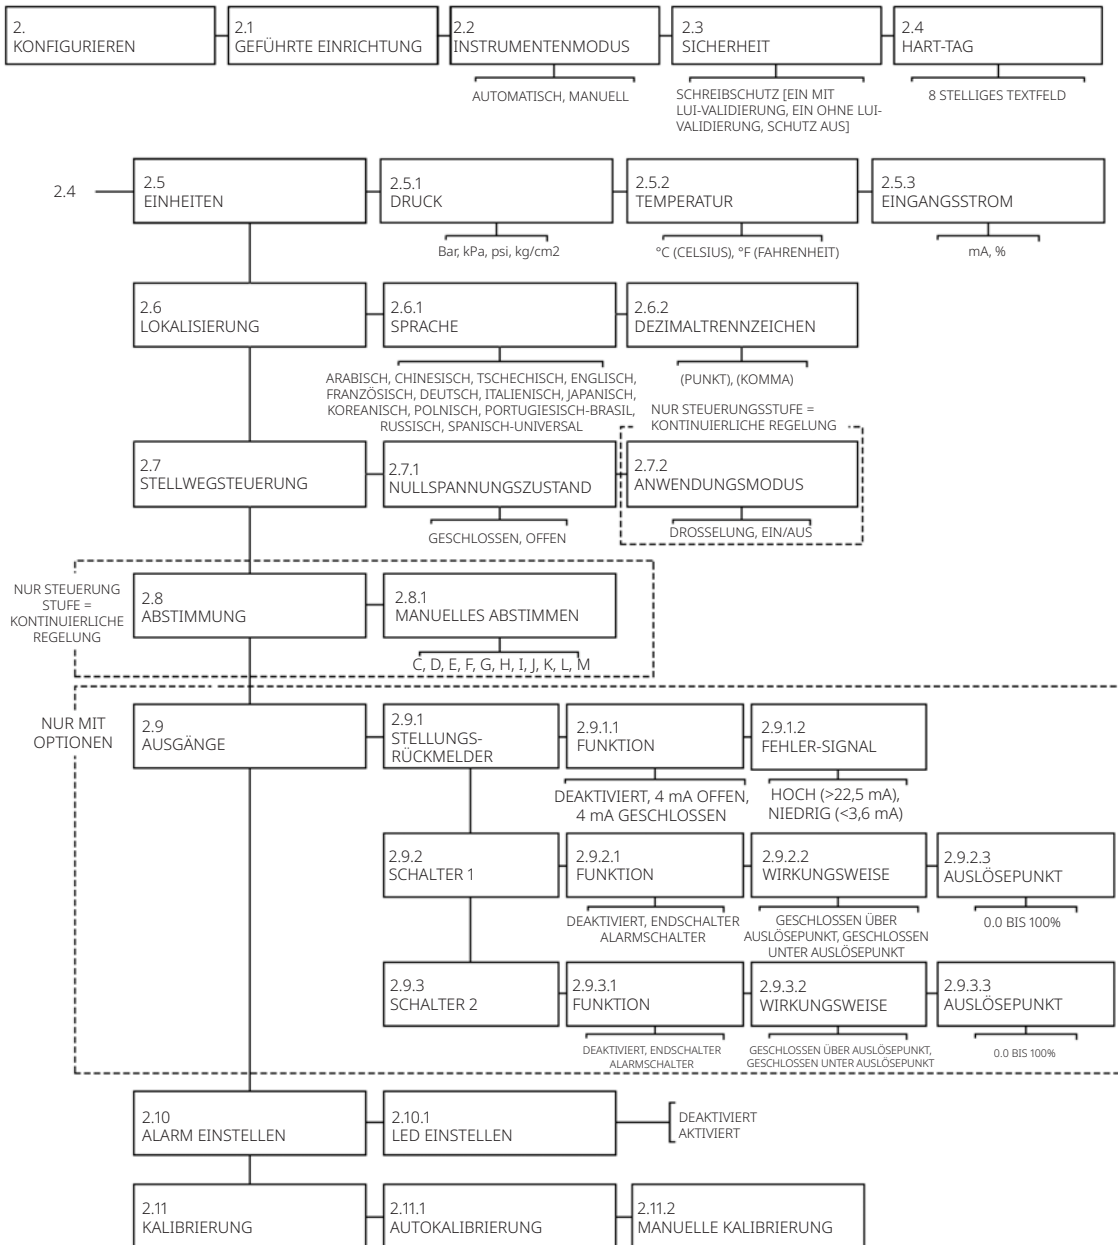 2.
KONFIGURIEREN
2.1
GEFÜHRTE EINRICHTUNG
2.2
INSTRUMENTENMODUS
2.3
SICHERHEIT
2.4
HART-TAG
AUTOMATISCH, MANUELL
SCHREIBSCHUTZ [EIN MIT
LUI-VALIDIERUNG, EIN OHNE LUI-
VALIDIERUNG, SCHUTZ AUS]
8 STELLIGES TEXTFELD
2.4
2.5
EINHEITEN
2.5.1
DRUCK
2.5.2
TEMPERATUR
2.5.3
EINGANGSSTROM
Bar, kPa, psi, kg/cm2
°C (CELSIUS), °F (FAHRENHEIT)
mA, %
2.6
LOKALISIERUNG
2.6.1
SPRACHE
2.6.2
DEZIMALTRENNZEICHEN
ARABISCH, CHINESISCH, TSCHECHISCH, ENGLISCH,
FRANZÖSISCH, DEUTSCH, ITALIENISCH, JAPANISCH,
KOREANISCH, POLNISCH, PORTUGIESISCH-BRASIL,
RUSSISCH, SPANISCH-UNIVERSAL
(PUNKT), (KOMMA)
NUR STEUERUNGSSTUFE =
KONTINUIERLICHE REGELUNG
2.7
STELLWEGSTEUERUNG
2.7.1
NULLSPANNUNGSZUSTAND
2.7.2
ANWENDUNGSMODUS
GESCHLOSSEN, OFFEN
DROSSELUNG, EIN/AUS
NUR STEUERUNG
STUFE =
KONTINUIERLICHE
REGELUNG
2.8
ABSTIMMUNG
2.8.1
MANUELLES ABSTIMMEN
C, D, E, F, G, H, I, J, K, L, M
NUR MIT
OPTIONEN
2.9
AUSGÄNGE
2.9.1
STELLUNGS-
RÜCKMELDER
2.9.1.1
FUNKTION
2.9.1.2
FEHLER-SIGNAL
DEAKTIVIERT, 4 mA OFFEN,
4 mA GESCHLOSSEN
HOCH (>22,5 mA),
NIEDRIG (<3,6 mA)
2.9.2
SCHALTER 1
2.9.2.1
FUNKTION
2.9.2.2
WIRKUNGSWEISE
2.9.2.3
AUSLÖSEPUNKT
DEAKTIVIERT, ENDSCHALTER
ALARMSCHALTER
GESCHLOSSEN ÜBER
AUSLÖSEPUNKT, GESCHLOSSEN
UNTER AUSLÖSEPUNKT
0.0 BIS 100%
2.9.3
SCHALTER 2
2.9.3.1
FUNKTION
2.9.3.2
WIRKUNGSWEISE
2.9.3.3
AUSLÖSEPUNKT
DEAKTIVIERT, ENDSCHALTER
ALARMSCHALTER
GESCHLOSSEN ÜBER AUSLÖSEPUNKT,
GESCHLOSSEN UNTER AUSLÖSEPUNKT
0.0 BIS 100%
2.10
ALARM EINSTELLEN
2.10.1
LED EINSTELLEN
DEAKTIVIERT
AKTIVIERT
2.11
KALIBRIERUNG
2.11.1
AUTOKALIBRIERUNG
2.11.2
MANUELLE KALIBRIERUNG